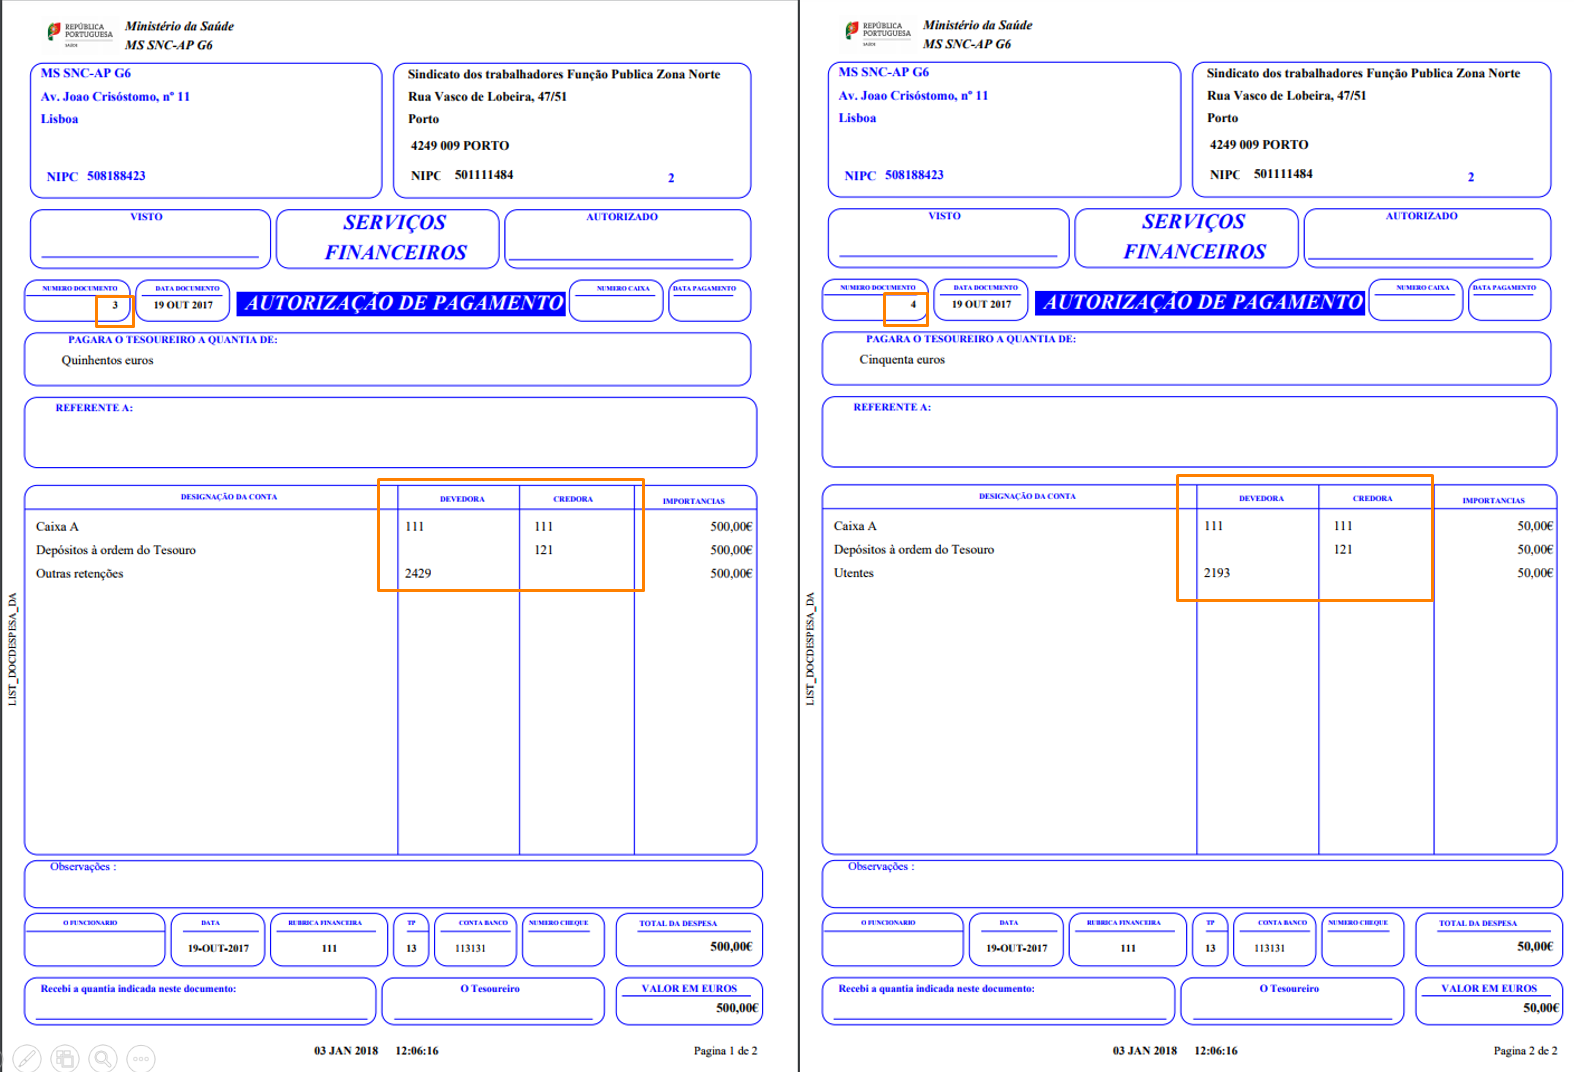 REPÚBLICA
PORTUGUESA
SAÚDE
Ministério da Saúde
MS SNC-AP G6
MS SNC-AP G6
Av. Joao Crisóstomo, nº 11
Lisboa
NIPC 508188423
Sindicato dos trabalhadores Função Publica Zona Norte
Rua Vasco de Lobeira, 47/51
Porto
4249 009 PORTO
NIPC 501111484 2
VISTO
SERVIÇOS
FINANCEIROS
AUTORIZADO
NUMERO DOCUMENTO
3
DATA DOCUMENTO
19 OUT 2017
AUTORIZAÇÃO DE PAGAMENTO
NUMERO CAIXA
DATA PAGAMENTO
PAGARA O TESOUREIRO A QUANTIA DE:
Quinhentos euros
REFERENTE A:
DESIGNAÇÃO DA CONTA DEVEDORA CREDORA IMPORTANCIAS
Caixa A 111 111 500,00€
Depósitos à ordem do Tesouro 121 500,00€
Outras retenções 2429 500,00€
LIST_DOCDESPESA_DA
Observações :
O FUNCIONARIO
DATA
19-OUT-2017
RUBRICA FINANCEIRA
111
TP
13
CONTA BANCO
113131
NUMERO CHEQUE
TOTAL DA DESPESA
500,00€
Recebi a quantia indicada neste documento:
O Tesoureiro
VALOR EM EUROS
500,00€
03 JAN 2018 12:06:16 Pagina 1 de 2
REPÚBLICA
PORTUGUESA
SAÚDE
Ministério da Saúde
MS SNC-AP G6
MS SNC-AP G6
Av. Joao Crisóstomo, nº 11
Lisboa
NIPC 508188423
Sindicato dos trabalhadores Função Publica Zona Norte
Rua Vasco de Lobeira, 47/51
Porto
4249 009 PORTO
NIPC 501111484 2
VISTO
SERVIÇOS
FINANCEIROS
AUTORIZADO
NUMERO DOCUMENTO
4
DATA DOCUMENTO
19 OUT 2017
AUTORIZAÇÃO DE PAGAMENTO
NUMERO CAIXA
DATA PAGAMENTO
PAGARA O TESOUREIRO A QUANTIA DE:
Cinquenta euros
REFERENTE A:
DESIGNAÇÃO DA CONTA DEVEDORA CREDORA IMPORTANCIAS
Caixa A 111 111 50,00€
Depósitos à ordem do Tesouro 121 50,00€
Utentes 2193 50,00€
LIST_DOCDESPESA_DA
Observações :
O FUNCIONARIO
DATA
19-OUT-2017
RUBRICA FINANCEIRA
111
TP
13
CONTA BANCO
113131
NUMERO CHEQUE
TOTAL DA DESPESA
50,00€
Recebi a quantia indicada neste documento:
O Tesoureiro
VALOR EM EUROS
50,00€
03 JAN 2018 12:06:16 Pagina 2 de 2